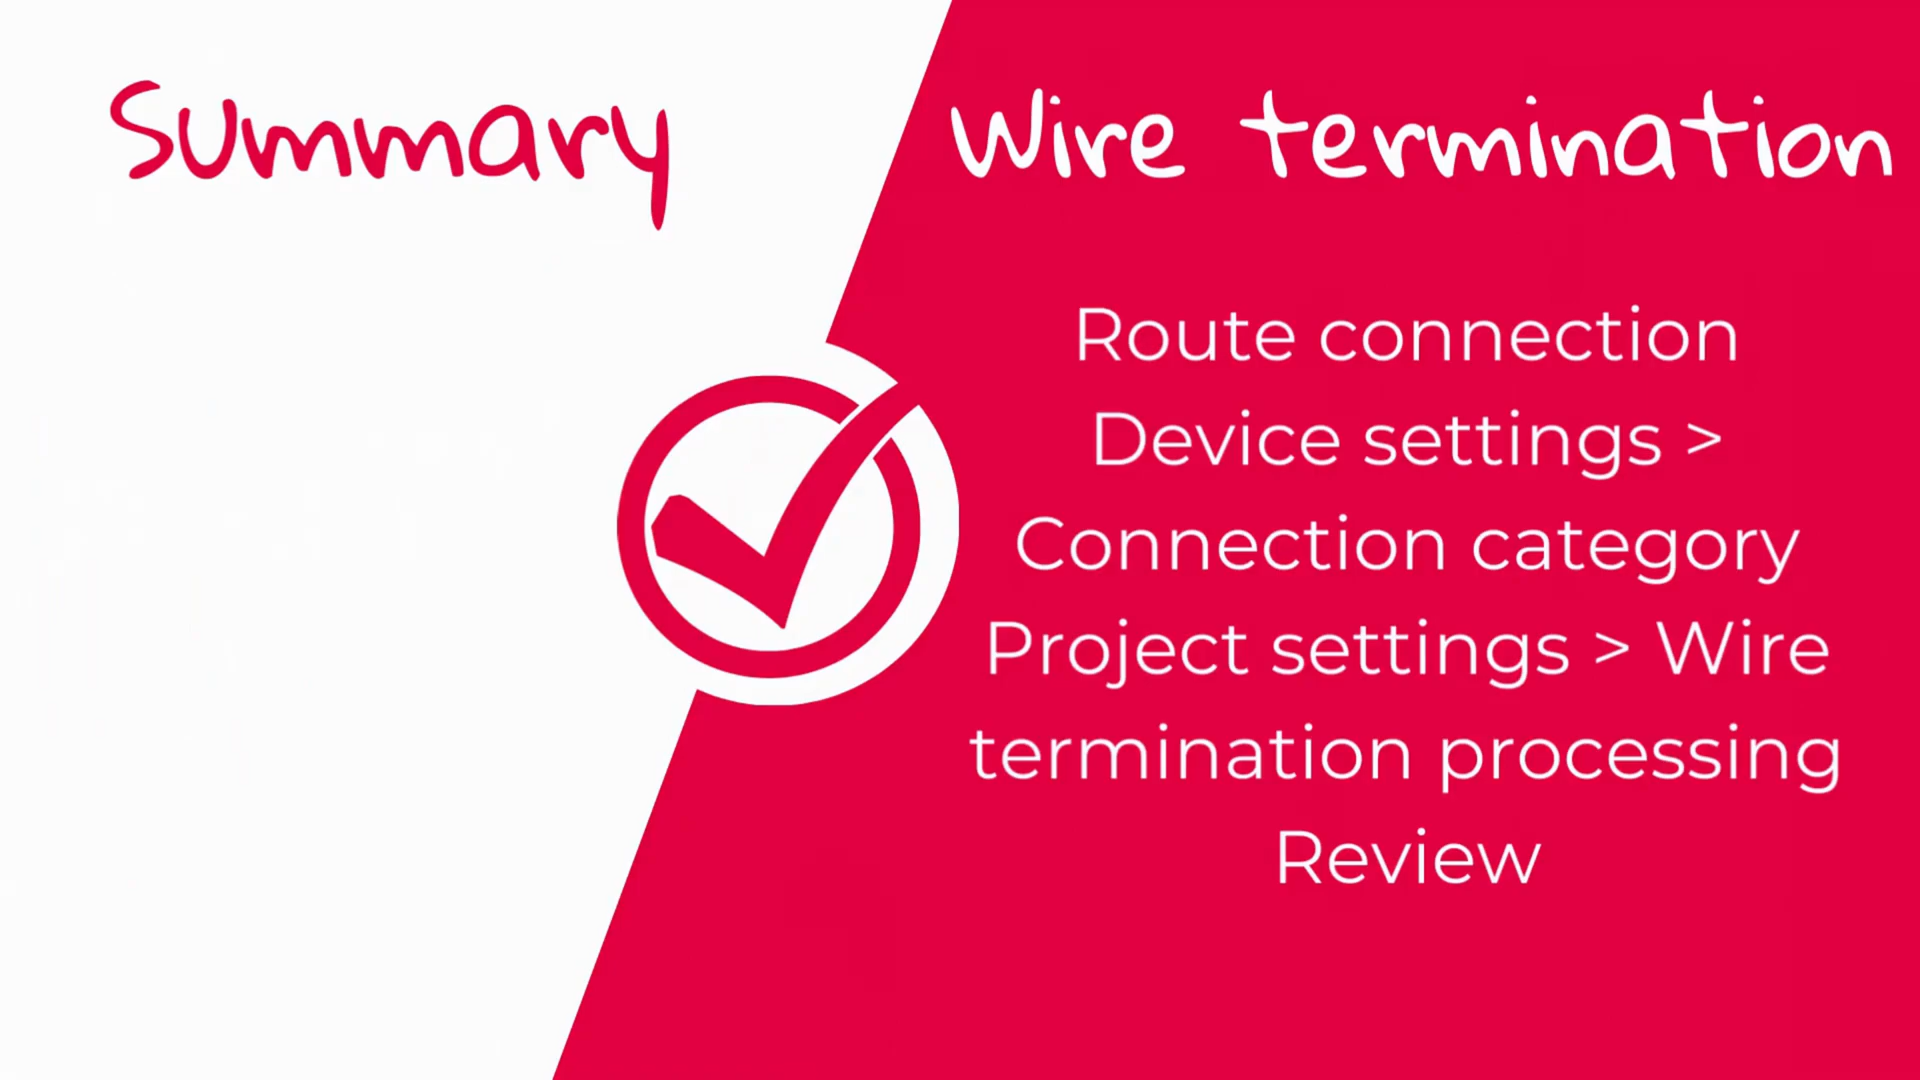 Summary
Wire termination
Route connection
Device settings >
Connection category
Project settings > Wire
termination processing
Review